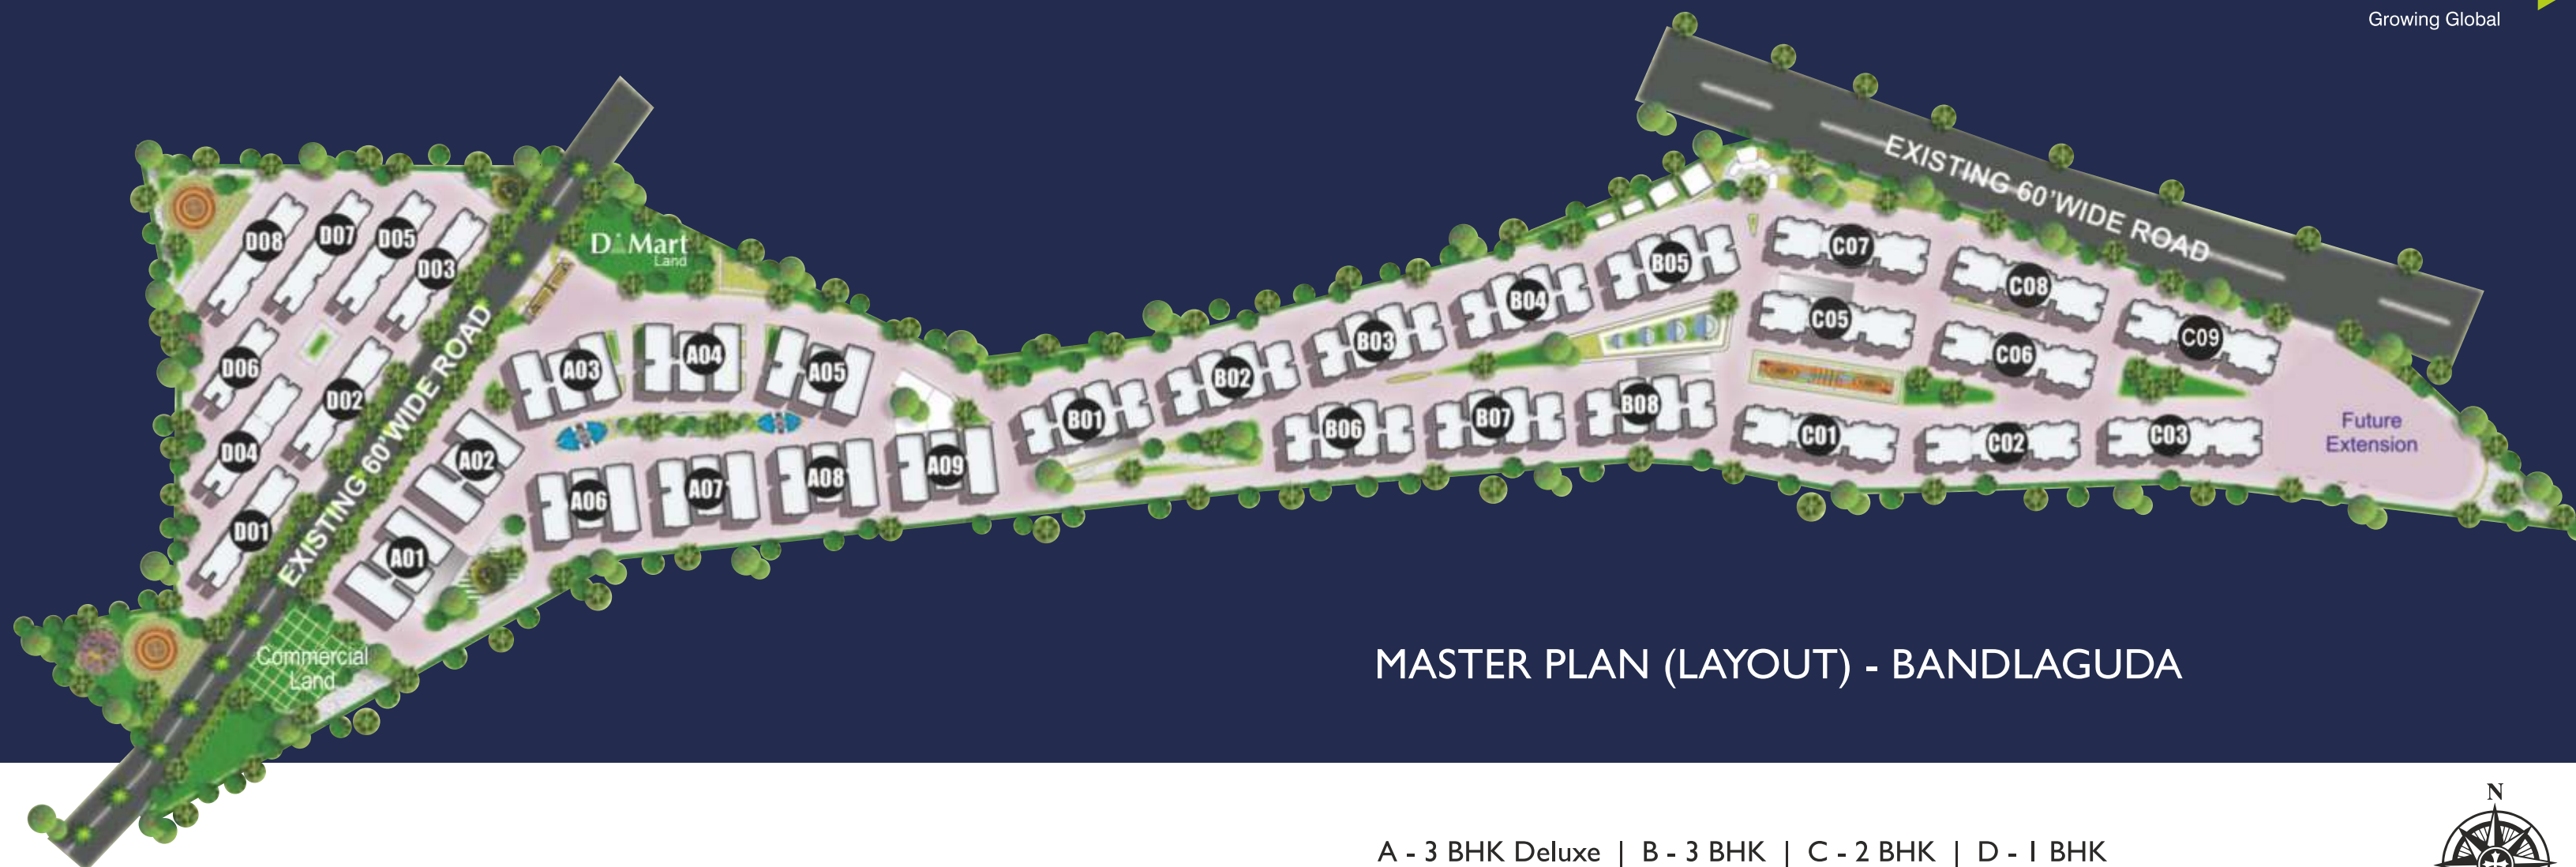 Growing Global
EXISTING 60'WIDE ROAD
D Mart
Land
D08
D07
D05
D03
D06
D02
D04
D01
EXISTING 60'WIDE ROAD
A03
A04
A05
A02
A01
A06
A07
A08
A09
B01
B02
B03
B04
B05
B06
B07
B08
C07
C08
C09
C05
C06
C01
C02
C03
Future
Extension
Commercial
Land
MASTER PLAN (LAYOUT) - BANDLAGUDA
N
A - 3 BHK Deluxe | B - 3 BHK | C - 2 BHK | D - 1 BHK